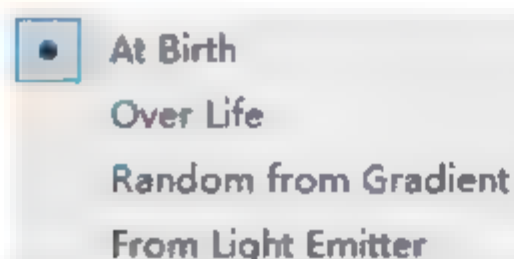 At Birth
Over Life
Random from Gradient
From Light Emitter